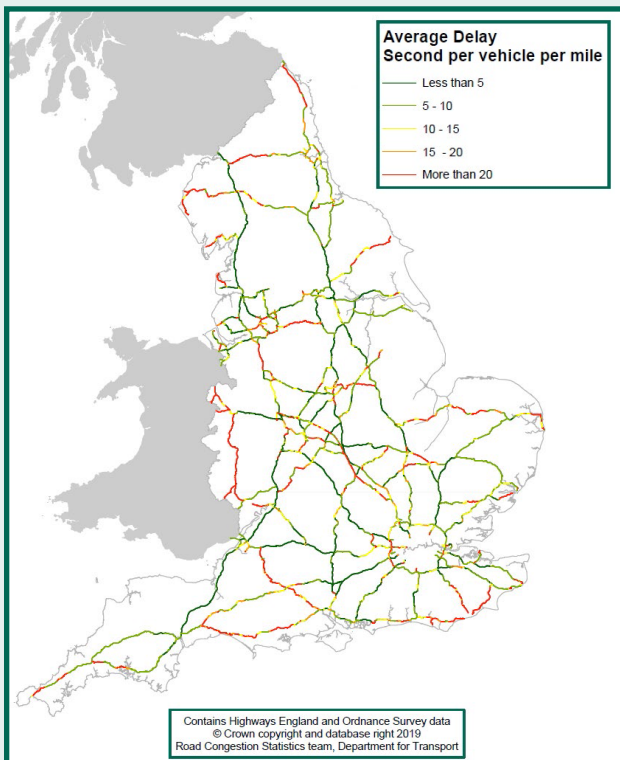 Average Delay
Second per vehicle per mile
Less than 5
5 - 10
10 - 15
15 - 20
More than 20
Contains Highways England and Ordnance Survey data
© Crown copyright and database right 2019
Road Congestion Statistics team, Department for Transport